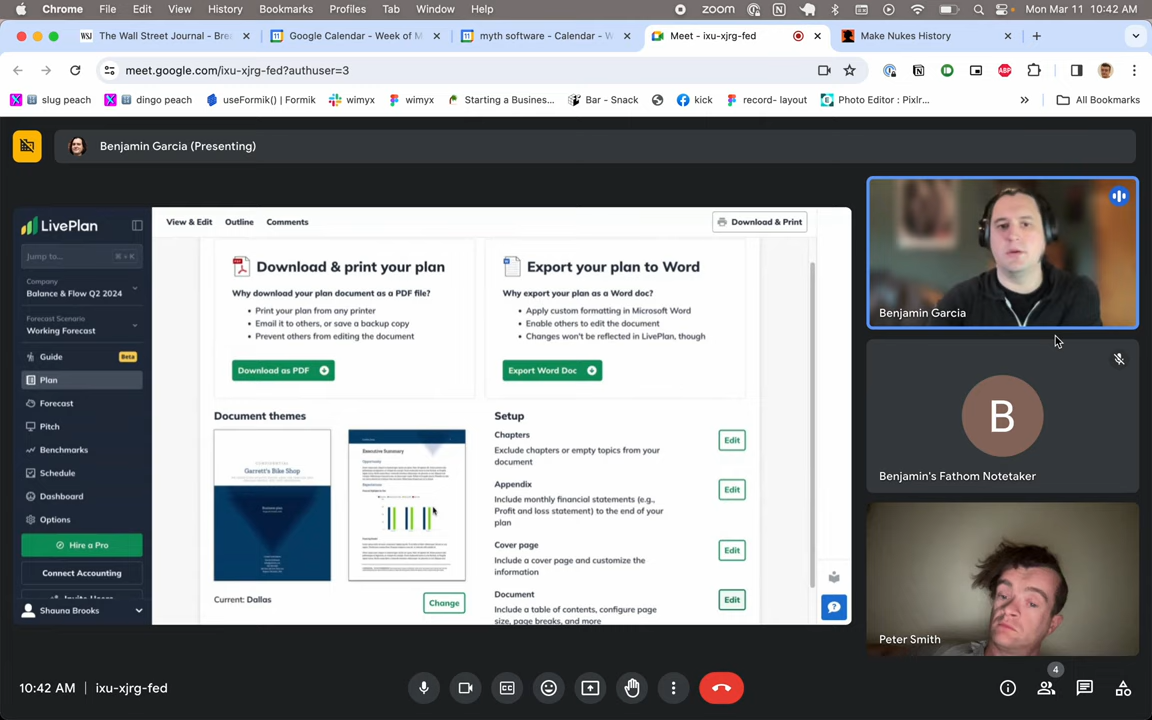 Chrome File Edit View History Bookmarks Profiles Tab Window Help zoom Mon Mar 11 10:42 AM
The Wall Street Journal - Bre Google Calendar - Week of M myth software - Calendar - W Meet - ixu-xjrg-fed Make Nukes History
meet.google.com/ixu-xjrg-fed?authuser=3
slug peach dingo peach useFormik() | Formik wimyx wimyx Starting a Business... Bar - Snack kick record- layout Photo Editor : Pixlr... » All Bookmarks
Benjamin Garcia (Presenting)
LivePlan
Jump to... ⌘ + K
Company
Balance & Flow Q2 2024
Forecast Scenario
Working Forecast
Guide Beta
Plan
Forecast
Pitch
Benchmarks
Schedule
Dashboard
Options
Hire a Pro
Connect Accounting
Invite Users
Shauna Brooks
View & Edit Outline Comments Download & Print
Download & print your plan
Why download your plan document as a PDF file?
• Print your plan from any printer
• Email it to others, or save a backup copy
• Prevent others from editing the document
Download as PDF
Export your plan to Word
Why export your plan as a Word doc?
• Apply custom formatting in Microsoft Word
• Enable others to edit the document
• Changes won't be reflected in LivePlan, though
Export Word Doc
Document themes
CONFIDENTIAL
Garrett's Bike Shop
Executive Summary
Current: Dallas
Change
Setup
Chapters
Exclude chapters or empty topics from your
document
Edit
Appendix
Include monthly financial statements (e.g.,
Profit and loss statement) to the end of your
plan
Edit
Cover page
Include a cover page and customize the
information
Edit
Document
Include a table of contents, configure page
size, page breaks, and more
Edit
Benjamin Garcia
B
Benjamin's Fathom Notetaker
Peter Smith
10:42 AM | ixu-xjrg-fed
4